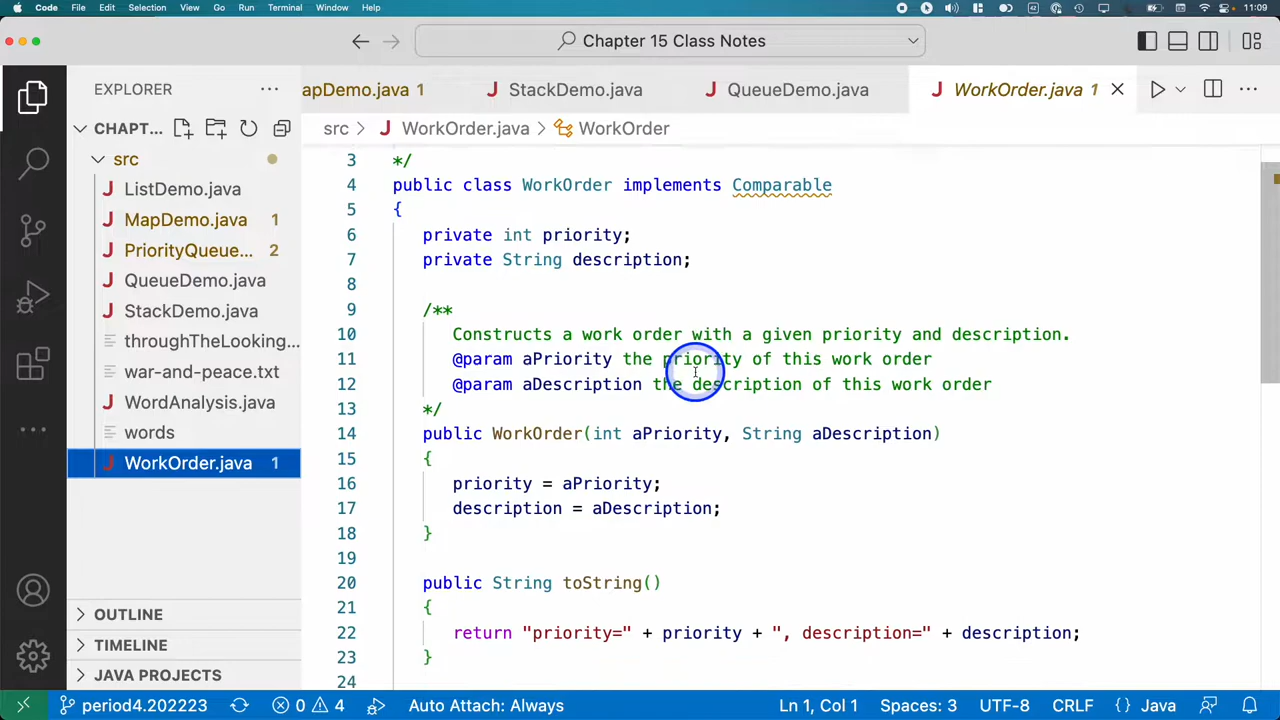 Code File Edit Selection View Go Run Terminal Window Help 11:09
Chapter 15 Class Notes
EXPLORER
apDemo.java 1 StackDemo.java QueueDemo.java WorkOrder.java 1
CHAPT...
src > WorkOrder.java > WorkOrder
src
ListDemo.java
MapDemo.java 1
PriorityQueue... 2
QueueDemo.java
StackDemo.java
throughTheLooking...
war-and-peace.txt
WordAnalysis.java
words
WorkOrder.java 1
OUTLINE
TIMELINE
JAVA PROJECTS
3 */
4 public class WorkOrder implements Comparable
5 {
6 private int priority;
7 private String description;
8
9 /**
10 Constructs a work order with a given priority and description.
11 @param aPriority the priority of this work order
12 @param aDescription the description of this work order
13 */
14 public WorkOrder(int aPriority, String aDescription)
15 {
16 priority = aPriority;
17 description = aDescription;
18 }
19
20 public String toString()
21 {
22 return "priority=" + priority + ", description=" + description;
23 }
24
period4.202223 0 4 Auto Attach: Always Ln 1, Col 1 Spaces: 3 UTF-8 CRLF {} Java